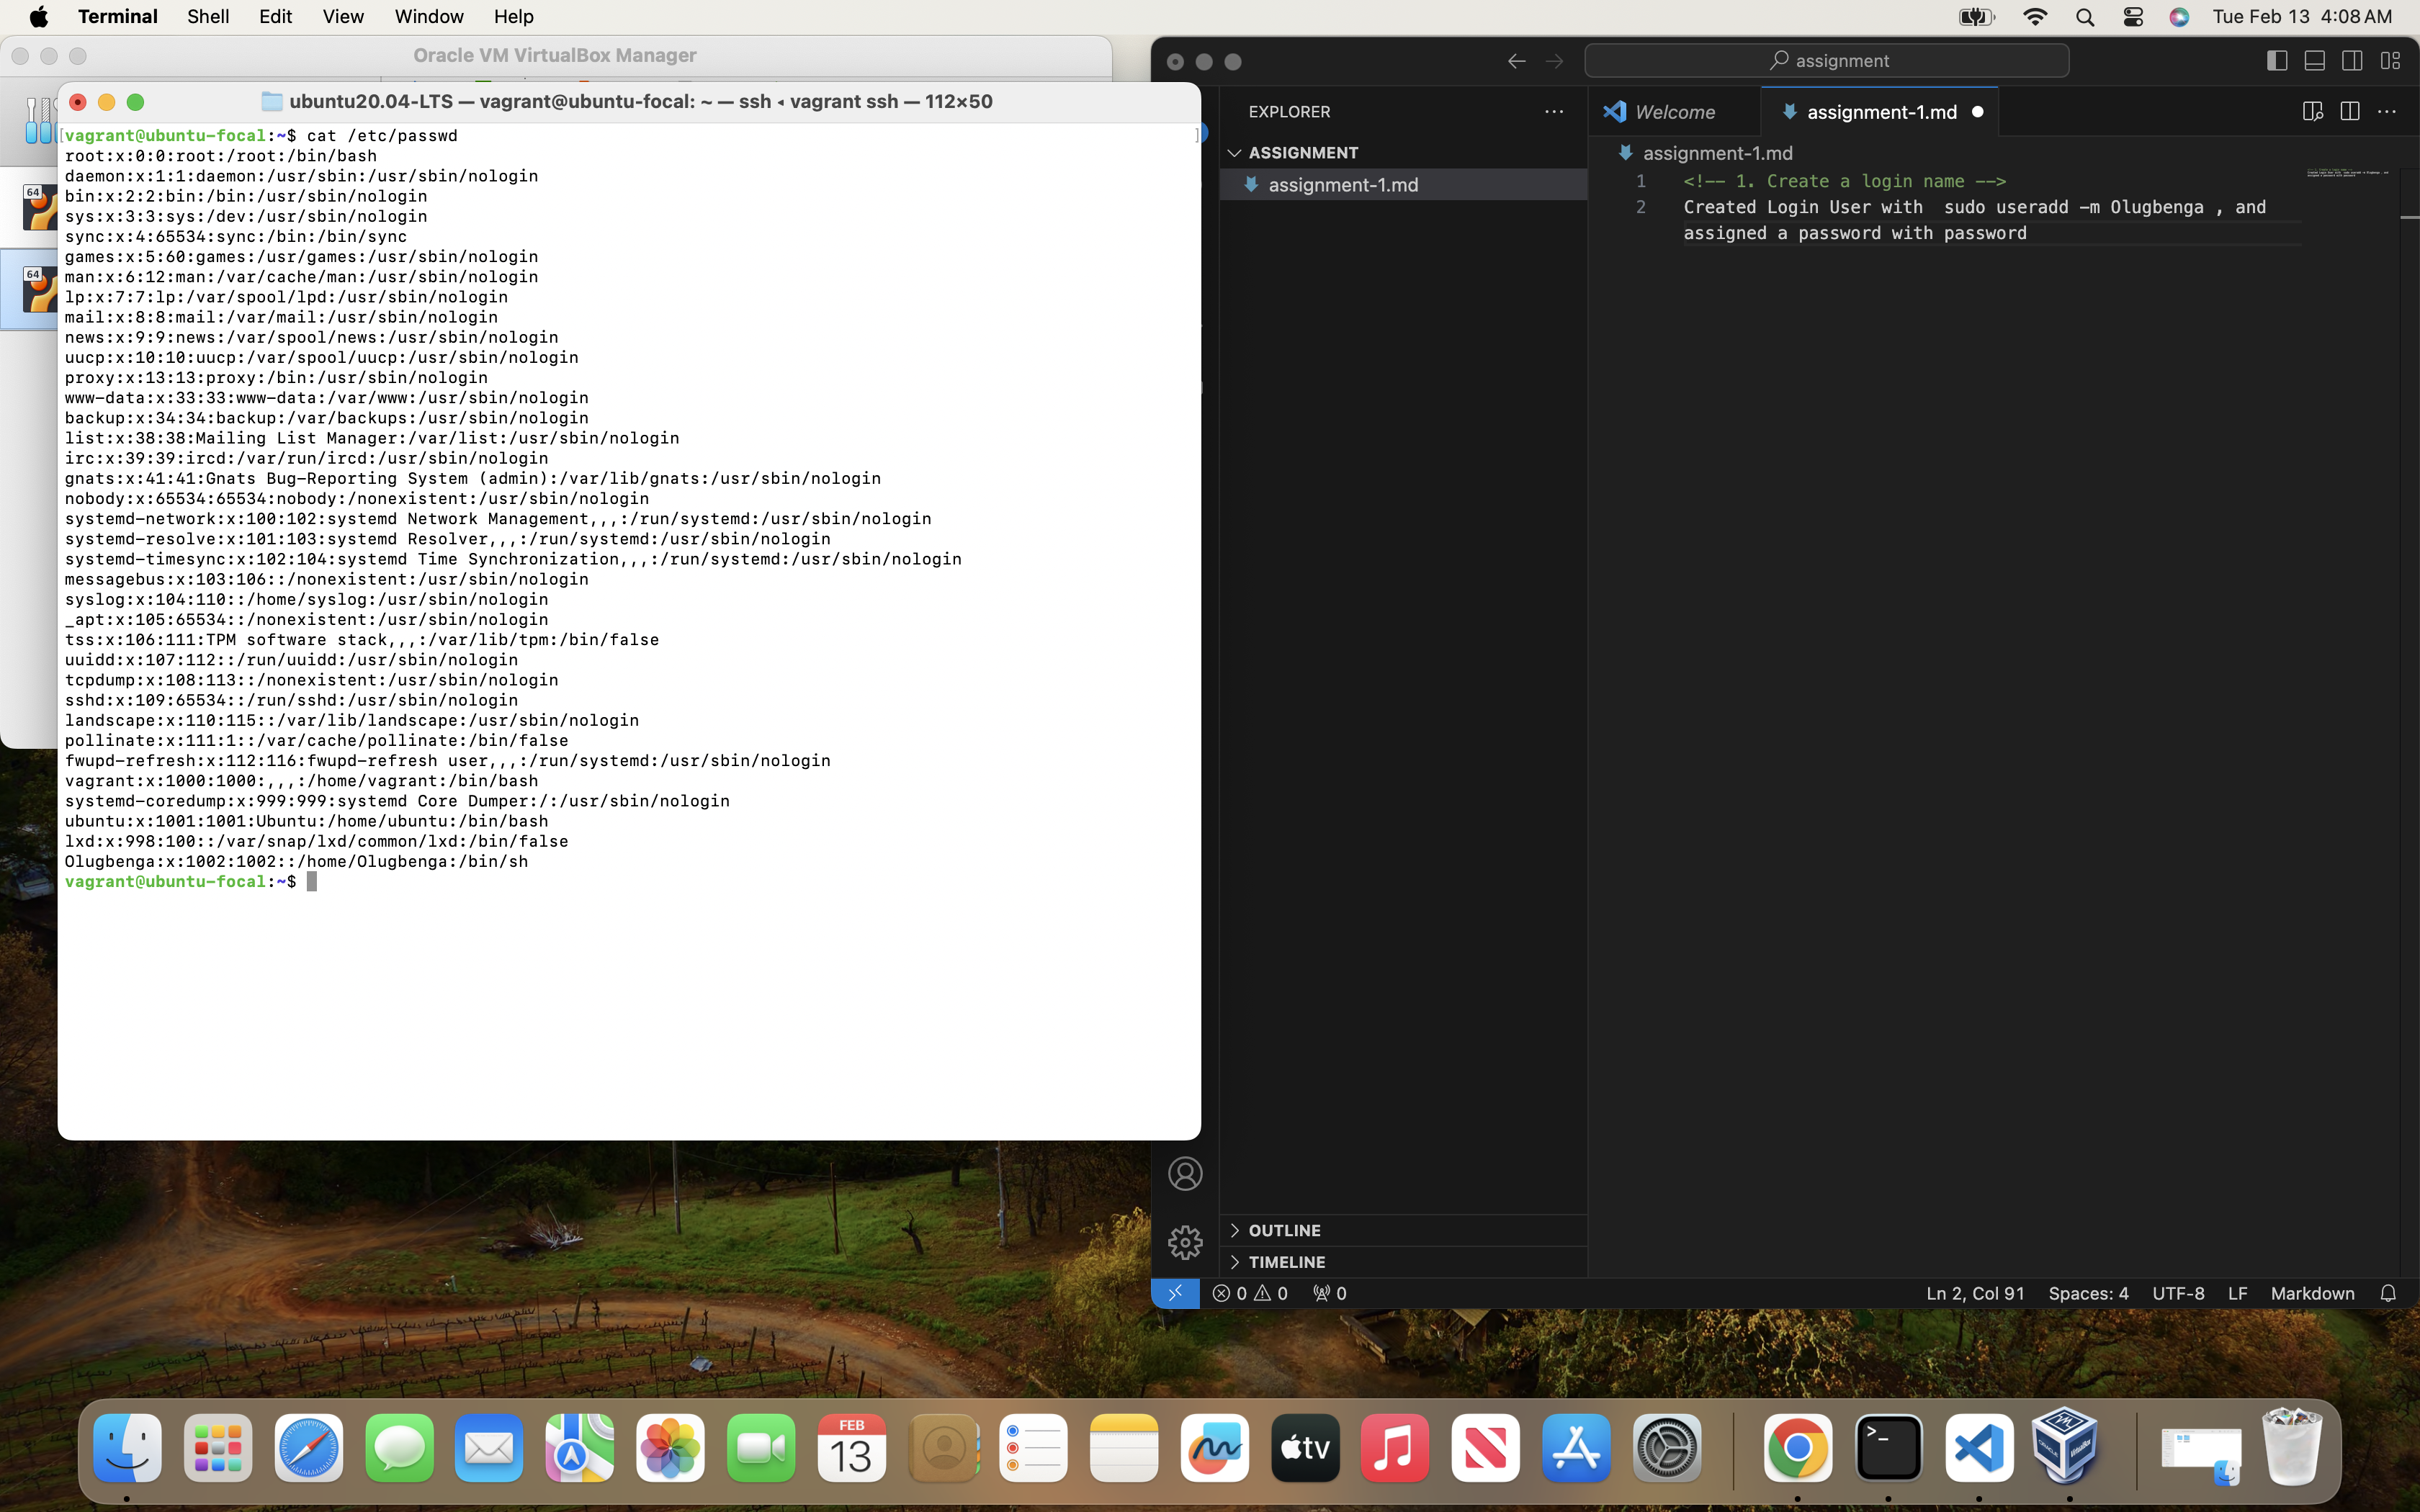 Terminal Shell Edit View Window Help Tue Feb 13 4:08 AM
Oracle VM VirtualBox Manager
64
64
ubuntu20.04-LTS — vagrant@ubuntu-focal: ~ — ssh ◂ vagrant ssh — 112×50
[vagrant@ubuntu-focal:~$ cat /etc/passwd ]
root:x:0:0:root:/root:/bin/bash
daemon:x:1:1:daemon:/usr/sbin:/usr/sbin/nologin
bin:x:2:2:bin:/bin:/usr/sbin/nologin
sys:x:3:3:sys:/dev:/usr/sbin/nologin
sync:x:4:65534:sync:/bin:/bin/sync
games:x:5:60:games:/usr/games:/usr/sbin/nologin
man:x:6:12:man:/var/cache/man:/usr/sbin/nologin
lp:x:7:7:lp:/var/spool/lpd:/usr/sbin/nologin
mail:x:8:8:mail:/var/mail:/usr/sbin/nologin
news:x:9:9:news:/var/spool/news:/usr/sbin/nologin
uucp:x:10:10:uucp:/var/spool/uucp:/usr/sbin/nologin
proxy:x:13:13:proxy:/bin:/usr/sbin/nologin
www-data:x:33:33:www-data:/var/www:/usr/sbin/nologin
backup:x:34:34:backup:/var/backups:/usr/sbin/nologin
list:x:38:38:Mailing List Manager:/var/list:/usr/sbin/nologin
irc:x:39:39:ircd:/var/run/ircd:/usr/sbin/nologin
gnats:x:41:41:Gnats Bug-Reporting System (admin):/var/lib/gnats:/usr/sbin/nologin
nobody:x:65534:65534:nobody:/nonexistent:/usr/sbin/nologin
systemd-network:x:100:102:systemd Network Management,,,:/run/systemd:/usr/sbin/nologin
systemd-resolve:x:101:103:systemd Resolver,,,:/run/systemd:/usr/sbin/nologin
systemd-timesync:x:102:104:systemd Time Synchronization,,,:/run/systemd:/usr/sbin/nologin
messagebus:x:103:106::/nonexistent:/usr/sbin/nologin
syslog:x:104:110::/home/syslog:/usr/sbin/nologin
_apt:x:105:65534::/nonexistent:/usr/sbin/nologin
tss:x:106:111:TPM software stack,,,:/var/lib/tpm:/bin/false
uuidd:x:107:112::/run/uuidd:/usr/sbin/nologin
tcpdump:x:108:113::/nonexistent:/usr/sbin/nologin
sshd:x:109:65534::/run/sshd:/usr/sbin/nologin
landscape:x:110:115::/var/lib/landscape:/usr/sbin/nologin
pollinate:x:111:1::/var/cache/pollinate:/bin/false
fwupd-refresh:x:112:116:fwupd-refresh user,,,:/run/systemd:/usr/sbin/nologin
vagrant:x:1000:1000:,,,:/home/vagrant:/bin/bash
systemd-coredump:x:999:999:systemd Core Dumper:/:/usr/sbin/nologin
ubuntu:x:1001:1001:Ubuntu:/home/ubuntu:/bin/bash
lxd:x:998:100::/var/snap/lxd/common/lxd:/bin/false
Olugbenga:x:1002:1002::/home/Olugbenga:/bin/sh
vagrant@ubuntu-focal:~$
assignment
EXPLORER ...
ASSIGNMENT
assignment-1.md
OUTLINE
TIMELINE
Welcome
assignment-1.md
assignment-1.md
1 <!-- 1. Create a login name -->
2 Created Login User with  sudo useradd -m Olugbenga , and
assigned a password with password
0 0 0 Ln 2, Col 91 Spaces: 4 UTF-8 LF Markdown
FEB
13
tv
>_